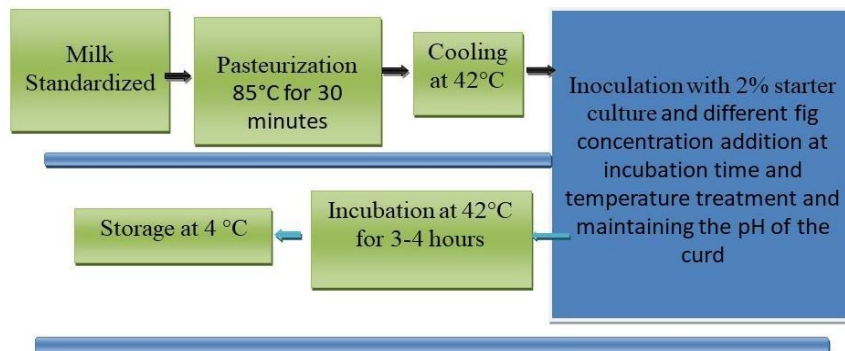 Milk
Standardized
Pasteurization
85°C for 30
minutes
Cooling
at 42°C
Inoculation with 2% starter
culture and different fig
concentration addition at
incubation time and
temperature treatment and
maintaining the pH of the
curd
Incubation at 42°C
for 3-4 hours
Storage at 4 °C